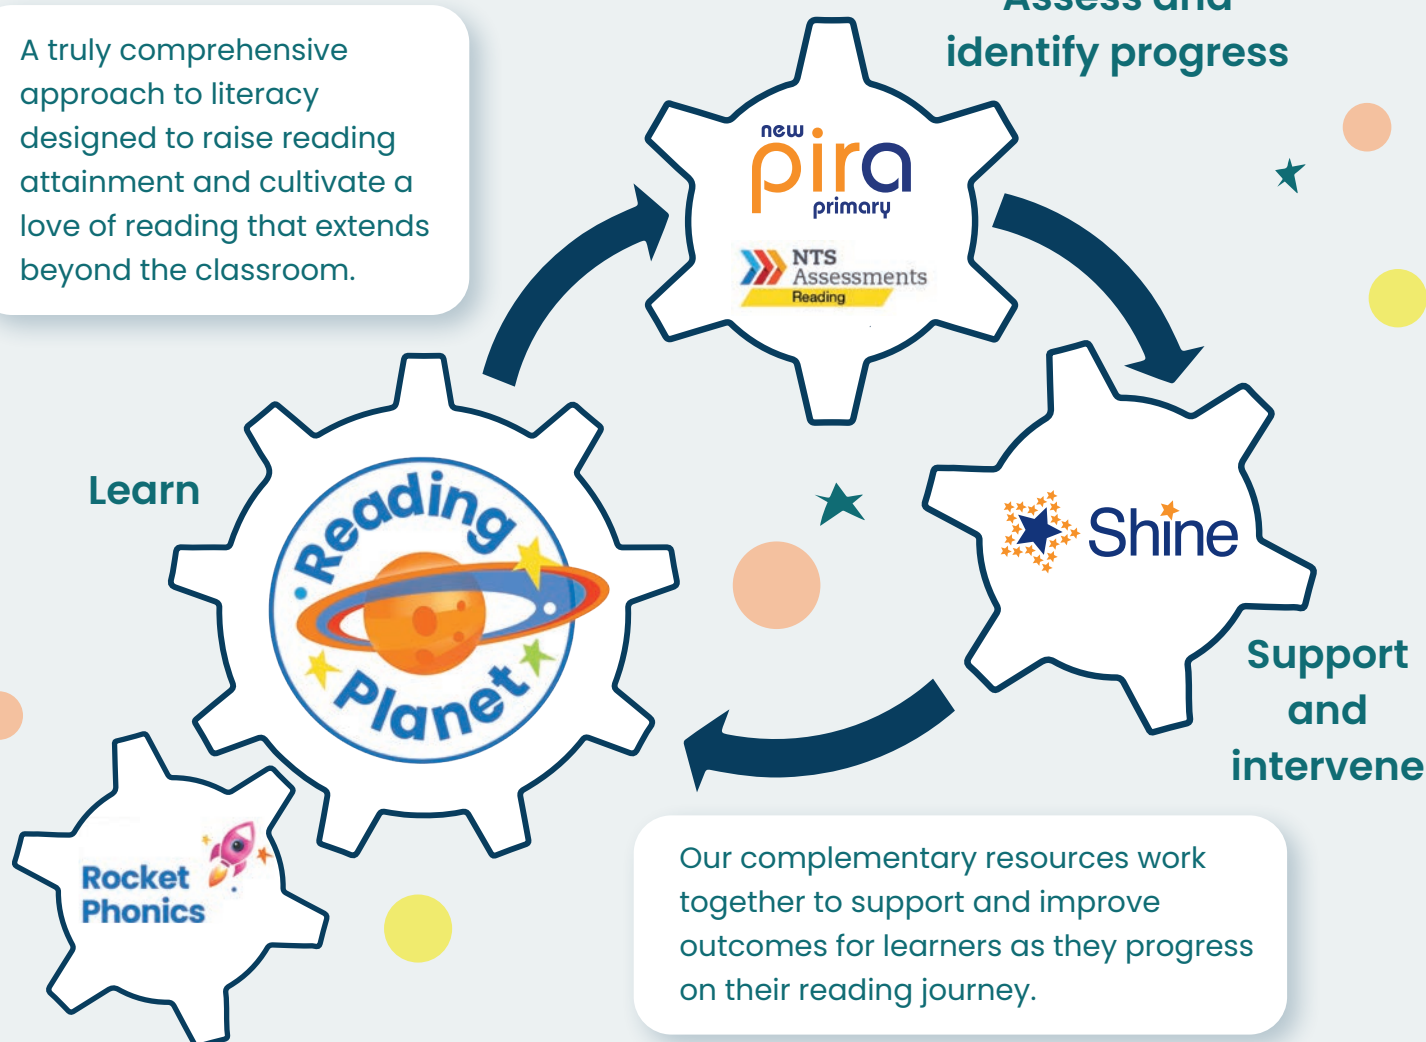 A truly comprehensive
approach to literacy
designed to raise reading
attainment and cultivate a
love of reading that extends
beyond the classroom.
Assess and
identify progress
new
pira
primary
NTS
Assessments
Reading
Learn
Reading
Planet
Shine
Support
and
intervene
Rocket
Phonics
Our complementary resources work
together to support and improve
outcomes for learners as they progress
on their reading journey.